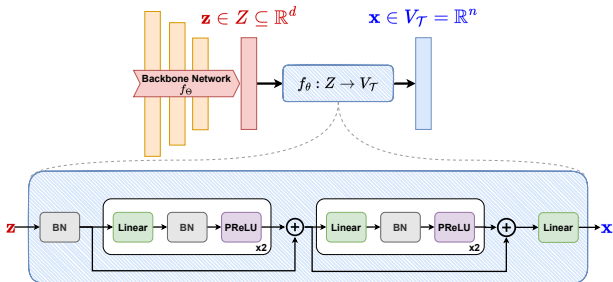 𝐳 ∈ Z ⊆ ℝ^d
𝐱 ∈ V_𝒯 = ℝ^n
Backbone Network
f_Θ
f_θ : Z → V_𝒯
z
BN
Linear
BN
PReLU
x2
+
Linear
BN
PReLU
x2
+
Linear
x